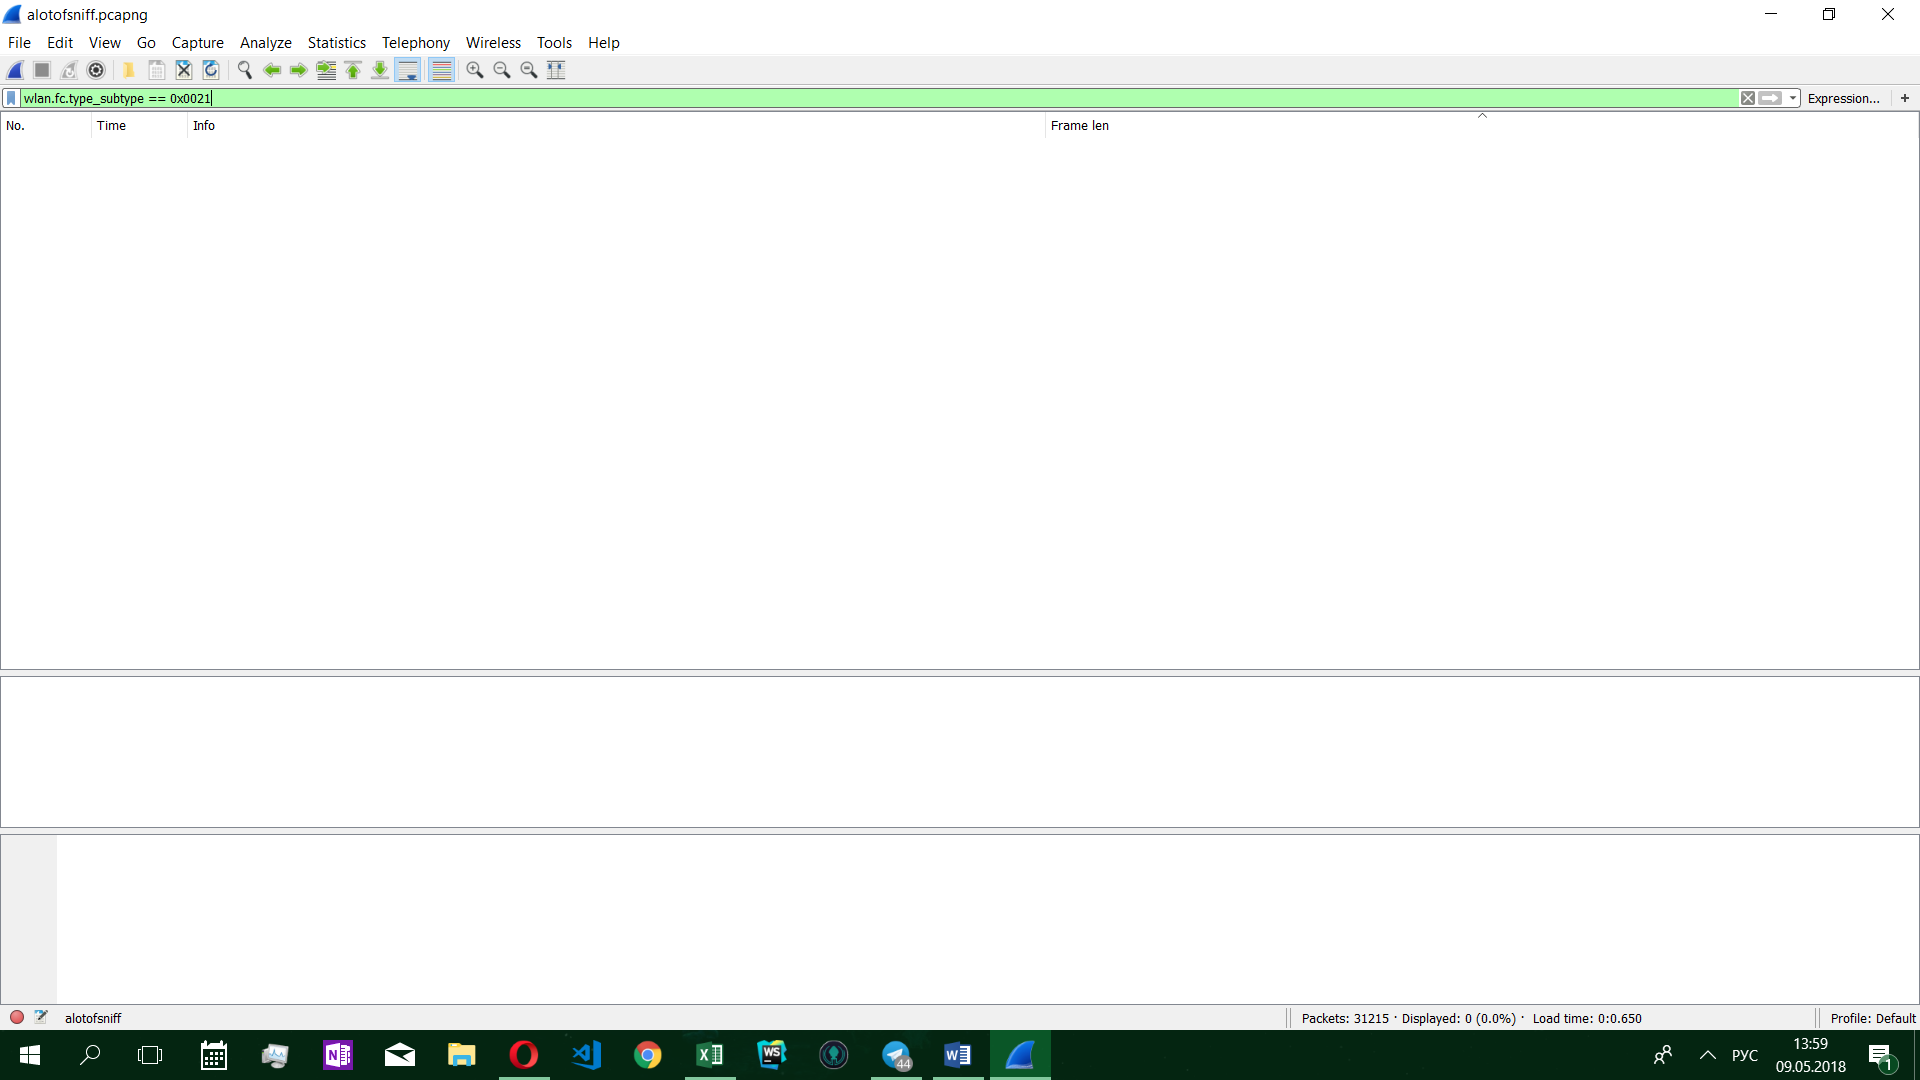 alotofsniff.pcapng
File Edit View Go Capture Analyze Statistics Telephony Wireless Tools Help
wlan.fc.type_subtype == 0x0021 Expression... +
No. Time Info Frame len
alotofsniff Packets: 31215 · Displayed: 0 (0.0%) · Load time: 0:0.650 Profile: Default
N
X
WS
44
W
РУС
13:59
09.05.2018
1